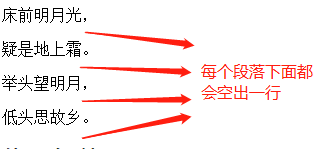 床前明月光，
疑是地上霜。
举头望明月，
低头思故乡。
每个段落下面都
会空出一行